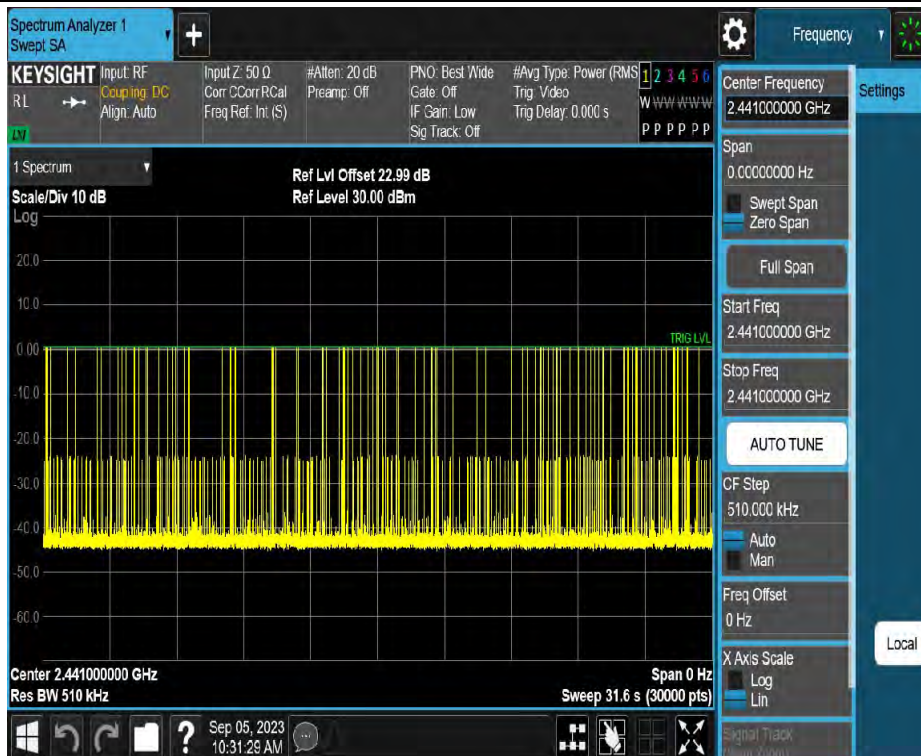 Spectrum Analyzer 1
Swept SA
+
Frequency
KEYSIGHT
RL
LXI
Input: RF
Coupling: DC
Align: Auto
Input Z: 50 Ω
Corr CCorr RCal
Freq Ref: Int (S)
#Atten: 20 dB
Preamp: Off
PNO: Best Wide
Gate: Off
IF Gain: Low
Sig Track: Off
#Avg Type: Power (RMS
Trig: Video
Trig Delay: 0.000 s
1 2 3 4 5 6
W W W W W W
P P P P P P
Center Frequency
2.441000000 GHz
Settings
Span
0.00000000 Hz
Swept Span
Zero Span
Full Span
Start Freq
2.441000000 GHz
Stop Freq
2.441000000 GHz
AUTO TUNE
CF Step
510.000 kHz
Auto
Man
Freq Offset
0 Hz
X Axis Scale
Log
Lin
Signal Track
Local
1 Spectrum
Scale/Div 10 dB
Log
Ref Lvl Offset 22.99 dB
Ref Level 30.00 dBm
20.0
10.0
0.00
TRIG LVL
-10.0
-20.0
-30.0
-40.0
-50.0
-60.0
Center 2.441000000 GHz
Res BW 510 kHz
Span 0 Hz
Sweep 31.6 s (30000 pts)
?
Sep 05, 2023
10:31:29 AM